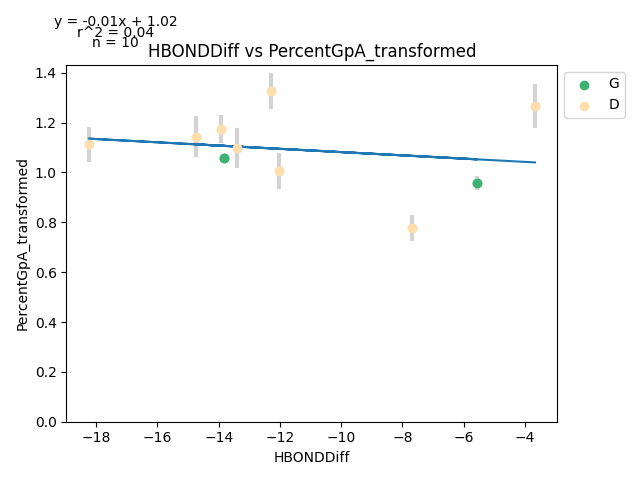 y = -0.01x + 1.02
r^2 = 0.04
n = 10
HBONDDiff vs PercentGpA_transformed
G
D
PercentGpA_transformed
1.4
1.2
1.0
0.8
0.6
0.4
0.2
0.0
−18 −16 −14 −12 −10 −8 −6 −4
HBONDDiff